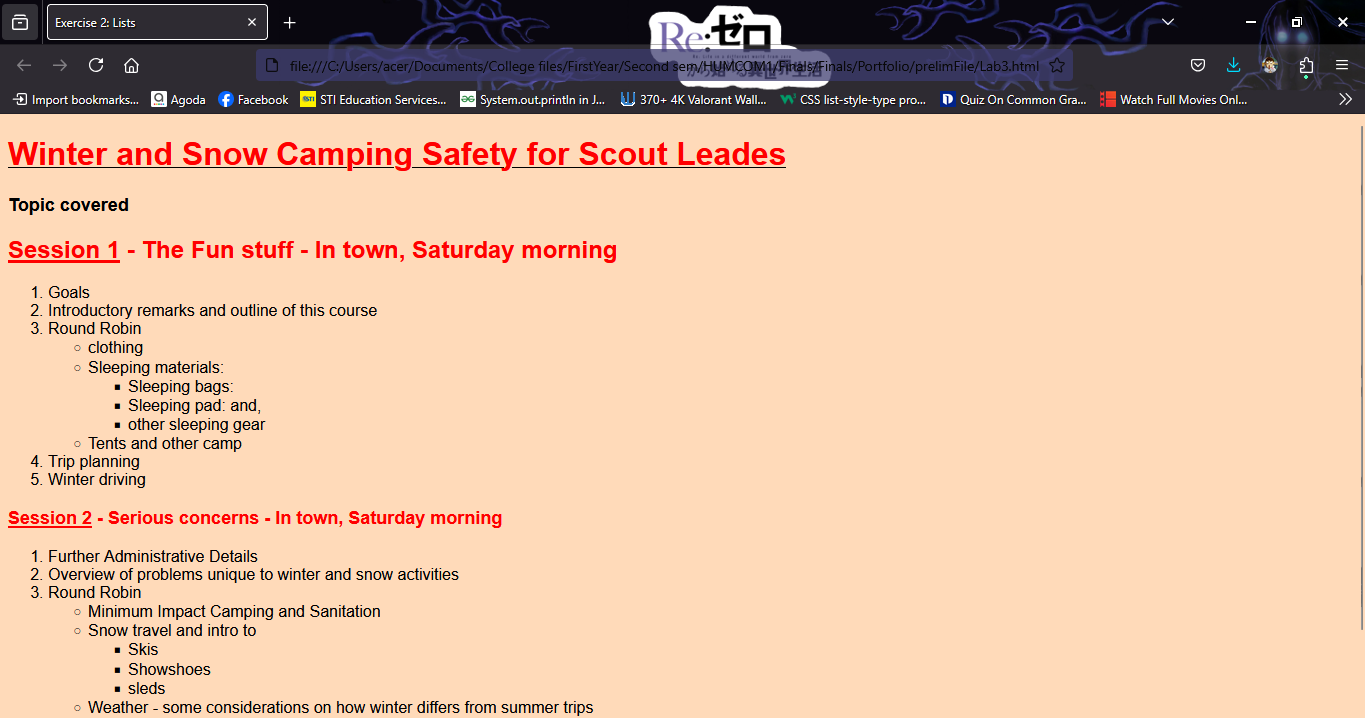 Exercise 2: Lists
Re:ゼロ
file:///C:/Users/acer/Documents/College files/FirstYear/Second sem/HUMCOM1/Finals/Finals/Portfolio/prelimFile/Lab3.html
Import bookmarks...
Agoda
Facebook
STI Education Services...
System.out.println in J...
370+ 4K Valorant Wall...
CSS list-style-type pro...
Quiz On Common Gra...
Watch Full Movies Onl...
Winter and Snow Camping Safety for Scout Leades
Topic covered
Session 1 - The Fun stuff - In town, Saturday morning
1. Goals
2. Introductory remarks and outline of this course
3. Round Robin
clothing
Sleeping materials:
Sleeping bags:
Sleeping pad: and,
other sleeping gear
Tents and other camp
4. Trip planning
5. Winter driving
Session 2 - Serious concerns - In town, Saturday morning
1. Further Administrative Details
2. Overview of problems unique to winter and snow activities
3. Round Robin
Minimum Impact Camping and Sanitation
Snow travel and intro to
Skis
Showshoes
sleds
Weather - some considerations on how winter differs from summer trips